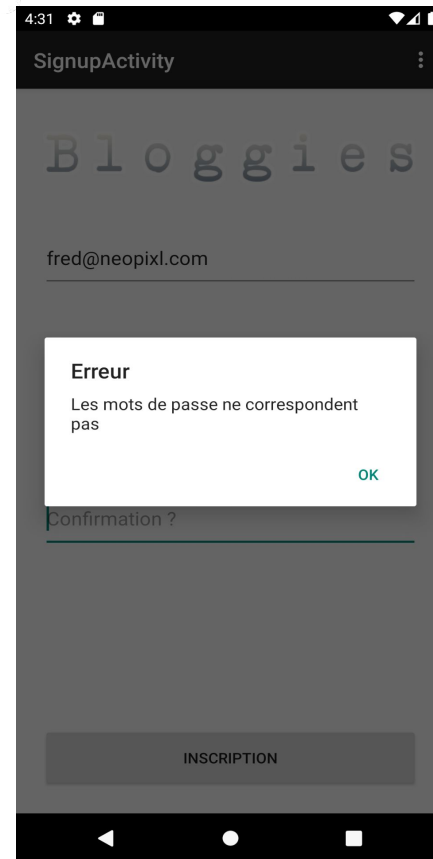 4:31
SignupActivity
Bloggies
fred@neopixl.com
Erreur
Les mots de passe ne correspondent
pas
OK
Confirmation ?
INSCRIPTION